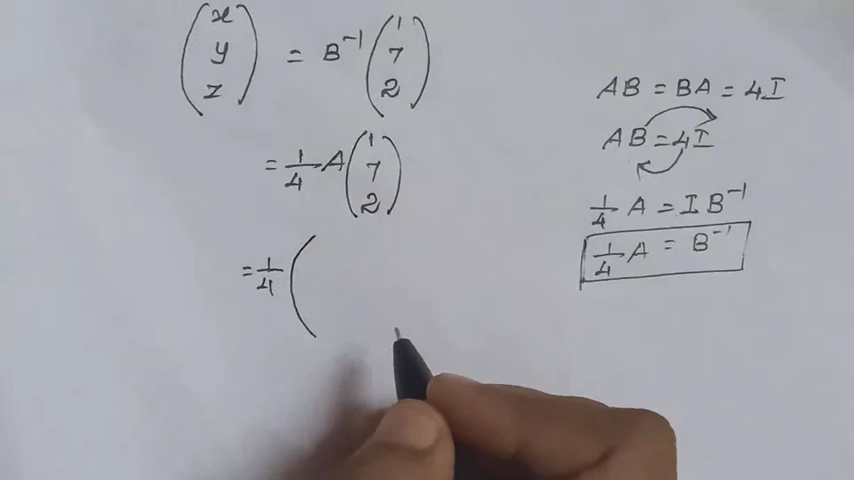 (x y z) = B⁻¹ (1 7 2)
= 1/4 A (1 7 2)
= 1/4 (
AB = BA = 4I
AB = 4I
1/4 A = I B⁻¹
1/4 A = B⁻¹